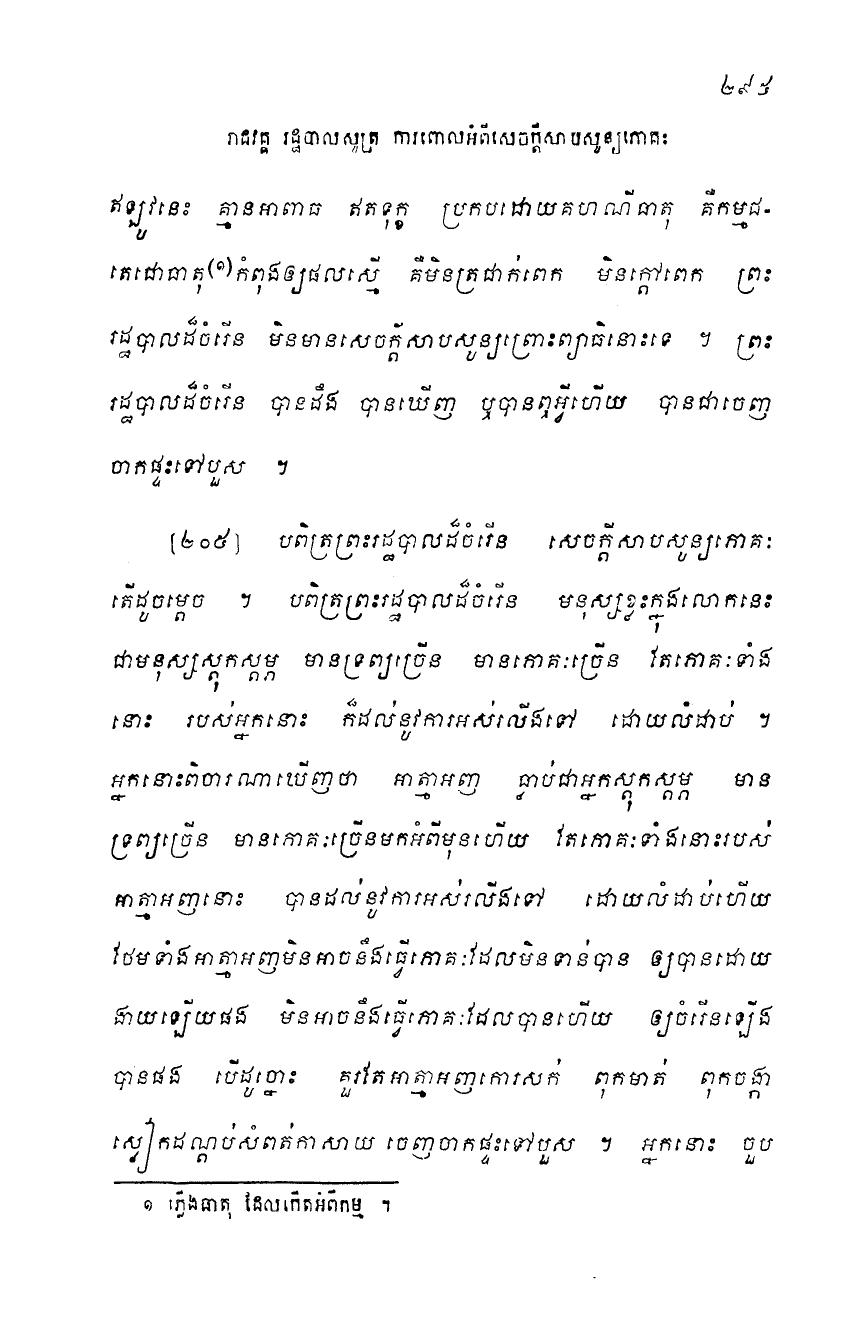 ២៩៥
រាជវគ្គ រដ្ឋបាលសូត្រ ការពោលអំពីសេចក្តីសាបសូន្យភោគៈ
ឥឡូវនេះ គ្មានអាពាធ ឥតទុក្ខ ប្រកបដោយគហណីធាតុ គឺកម្មជ-
តេជោធាតុ(១)កំពុងឲ្យផលស្មើ គឺមិនត្រជាក់ពេក មិនក្តៅពេក ព្រះ
រដ្ឋបាលដ៏ចំរើន មិនមានសេចក្តីសាបសូន្យព្រោះព្យាធិនោះទេ ។ ព្រះ
រដ្ឋបាលដ៏ចំរើន បានដឹង បានឃើញ ឬបានឮអ្វីហើយ បានជាចេញ
ចាកផ្ទះទៅបួស ។
[២០៥] បពិត្រព្រះរដ្ឋបាលដ៏ចំរើន សេចក្តីសាបសូន្យភោគៈ
តើដូចម្តេច ។ បពិត្រព្រះរដ្ឋបាលដ៏ចំរើន មនុស្សខ្លះក្នុងលោកនេះ
ជាមនុស្សស្តុកស្តម្ភ មានទ្រព្យច្រើន មានភោគៈច្រើន តែភោគៈទាំង
នោះ របស់អ្នកនោះ ក៏ដល់នូវការអស់លើងទៅ ដោយលំដាប់ ។
អ្នកនោះពិចារណាឃើញថា អាត្មាអញ ធ្លាប់ជាអ្នកស្តុកស្តម្ភ មាន
ទ្រព្យច្រើន មានភោគៈច្រើនមកអំពីមុនហើយ តែភោគៈទាំងនោះរបស់
អាត្មាអញនោះ បានដល់នូវការអស់លើងទៅ ដោយលំដាប់ហើយ
ថែមទាំងអាត្មាអញមិនអាចនឹងធ្វើភោគៈដែលមិនទាន់បាន ឲ្យបានដោយ
ងាយឡើយផង មិនអាចនឹងធ្វើភោគៈដែលបានហើយ ឲ្យចំរើនឡើង
បានផង បើដូច្នោះ គួរតែអាត្មាអញកោរសក់ ពុកមាត់ ពុកចង្កា
ស្លៀកដណ្តប់សំពត់កាសាយ ចេញចាកផ្ទះទៅបួស ។ អ្នកនោះ ចួប
១ ភ្លើងធាតុ ដែលកើតអំពីកម្ម ។